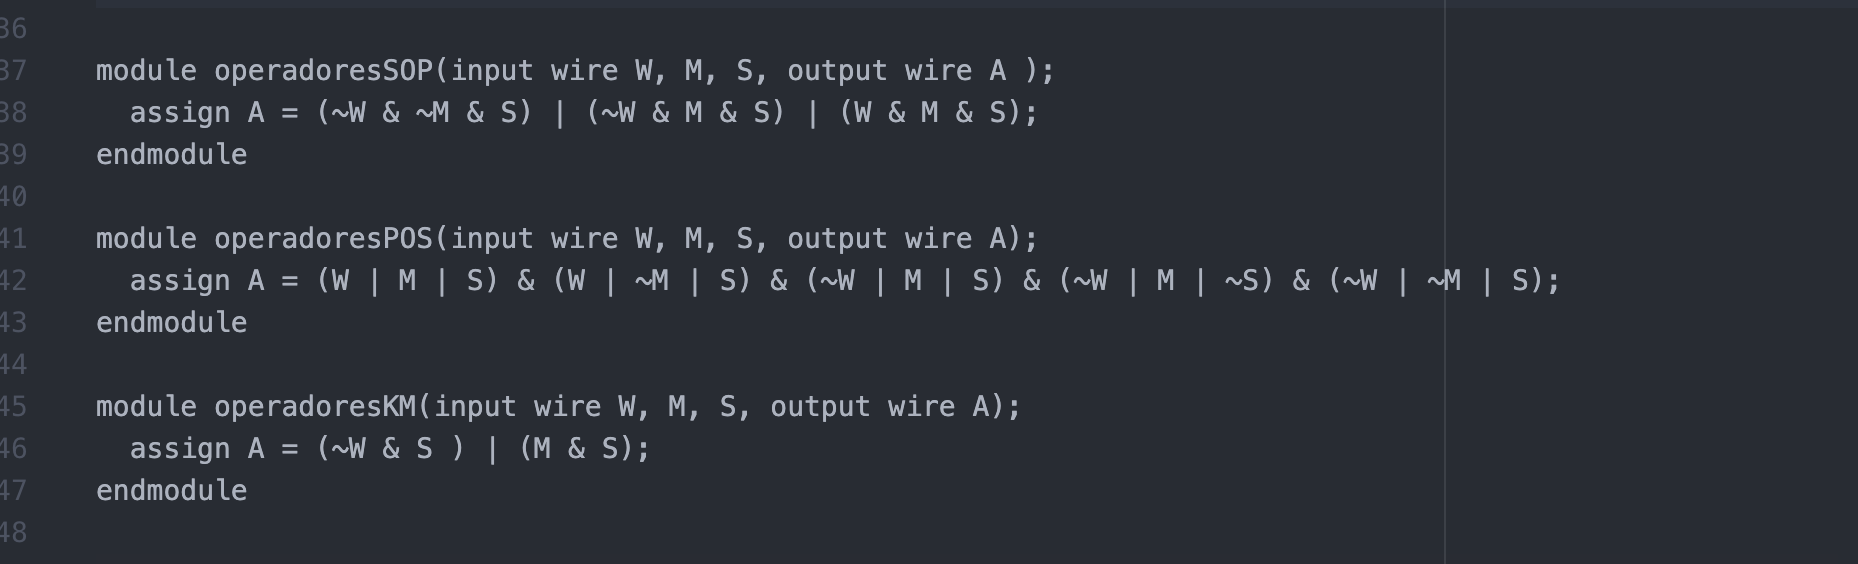 36
37 module operadoresSOP(input wire W, M, S, output wire A );
38 assign A = (~W & ~M & S) | (~W & M & S) | (W & M & S);
39 endmodule
40
41 module operadoresPOS(input wire W, M, S, output wire A);
42 assign A = (W | M | S) & (W | ~M | S) & (~W | M | S) & (~W | M | ~S) & (~W | ~M | S);
43 endmodule
44
45 module operadoresKM(input wire W, M, S, output wire A);
46 assign A = (~W & S ) | (M & S);
47 endmodule
48